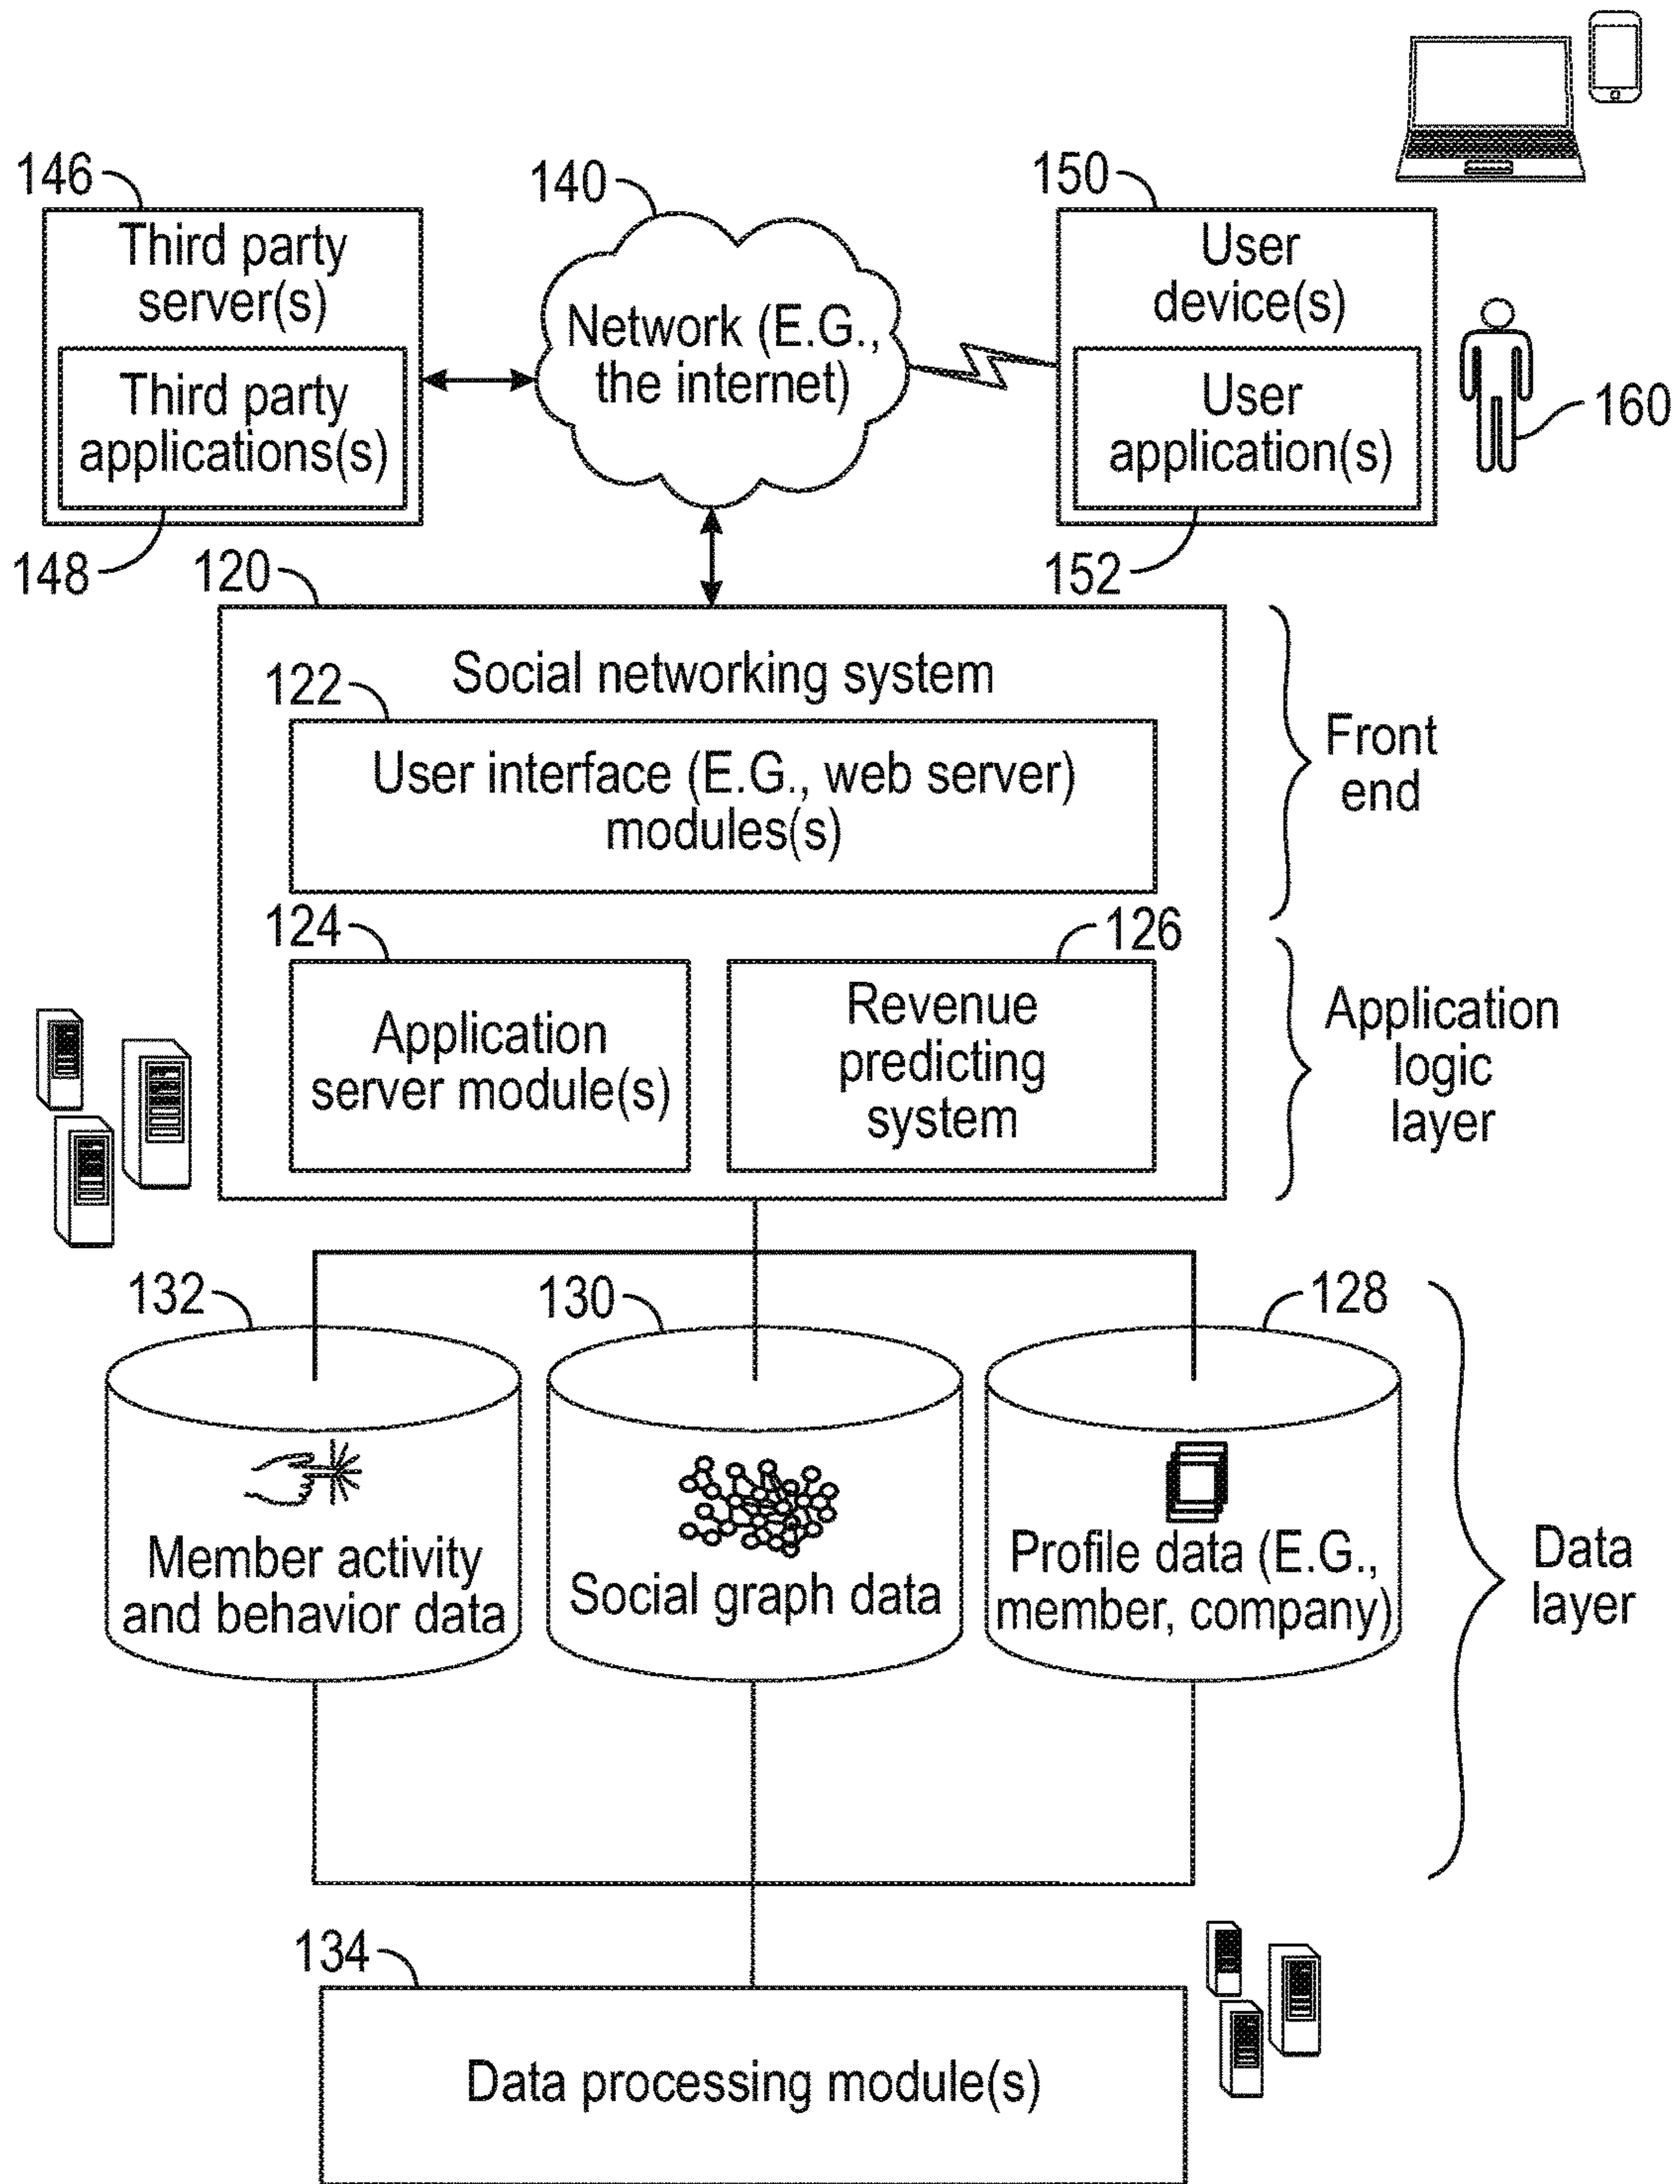 146
140
150
Third party
server(s)
Third party
applications(s)
148
Network (E.G.,
the internet)
User
device(s)
User
application(s)
152
160
120
Social networking system
122
User interface (E.G., web server)
modules(s)
Front
end
124
Application
server module(s)
126
Revenue
predicting
system
Application
logic
layer
132
Member activity
and behavior data
130
Social graph data
128
Profile data (E.G.,
member, company)
Data
layer
134
Data processing module(s)